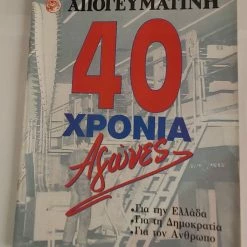 ΑΠΟΓΕΥΜΑΤΙΝΗ
40
ΧΡΟΝΙΑ
Αγώνες
•Για την Ελλάδα
•Για τη Δημοκρατία
•Για τον Άνθρωπο